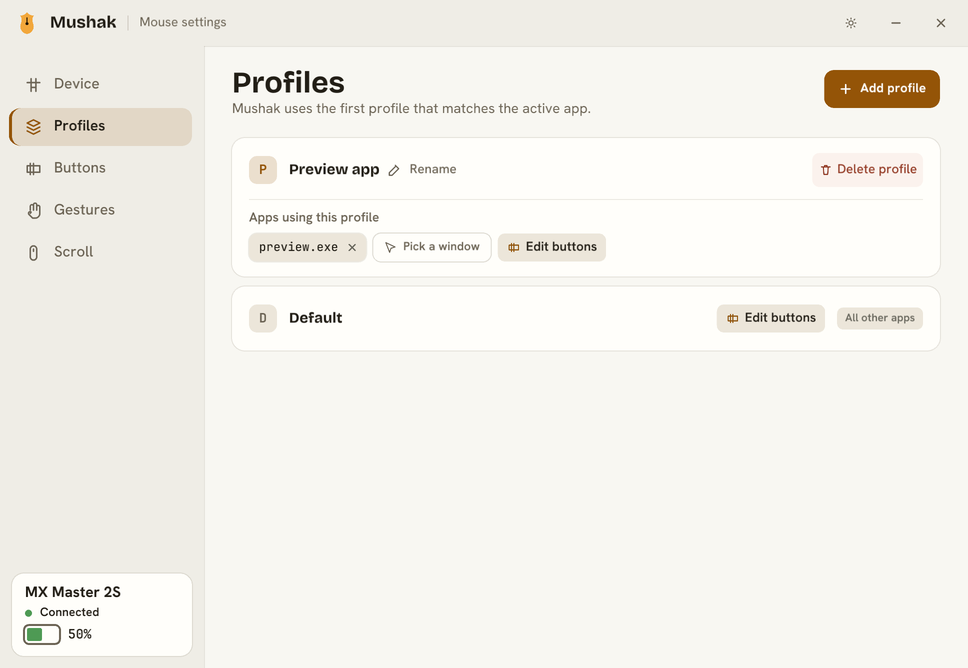 Mushak | Mouse settings
Device
Profiles
Buttons
Gestures
Scroll
MX Master 2S
Connected
50%
Profiles
Mushak uses the first profile that matches the active app.
+ Add profile
P Preview app Rename Delete profile
Apps using this profile
preview.exe × Pick a window Edit buttons
D Default Edit buttons All other apps